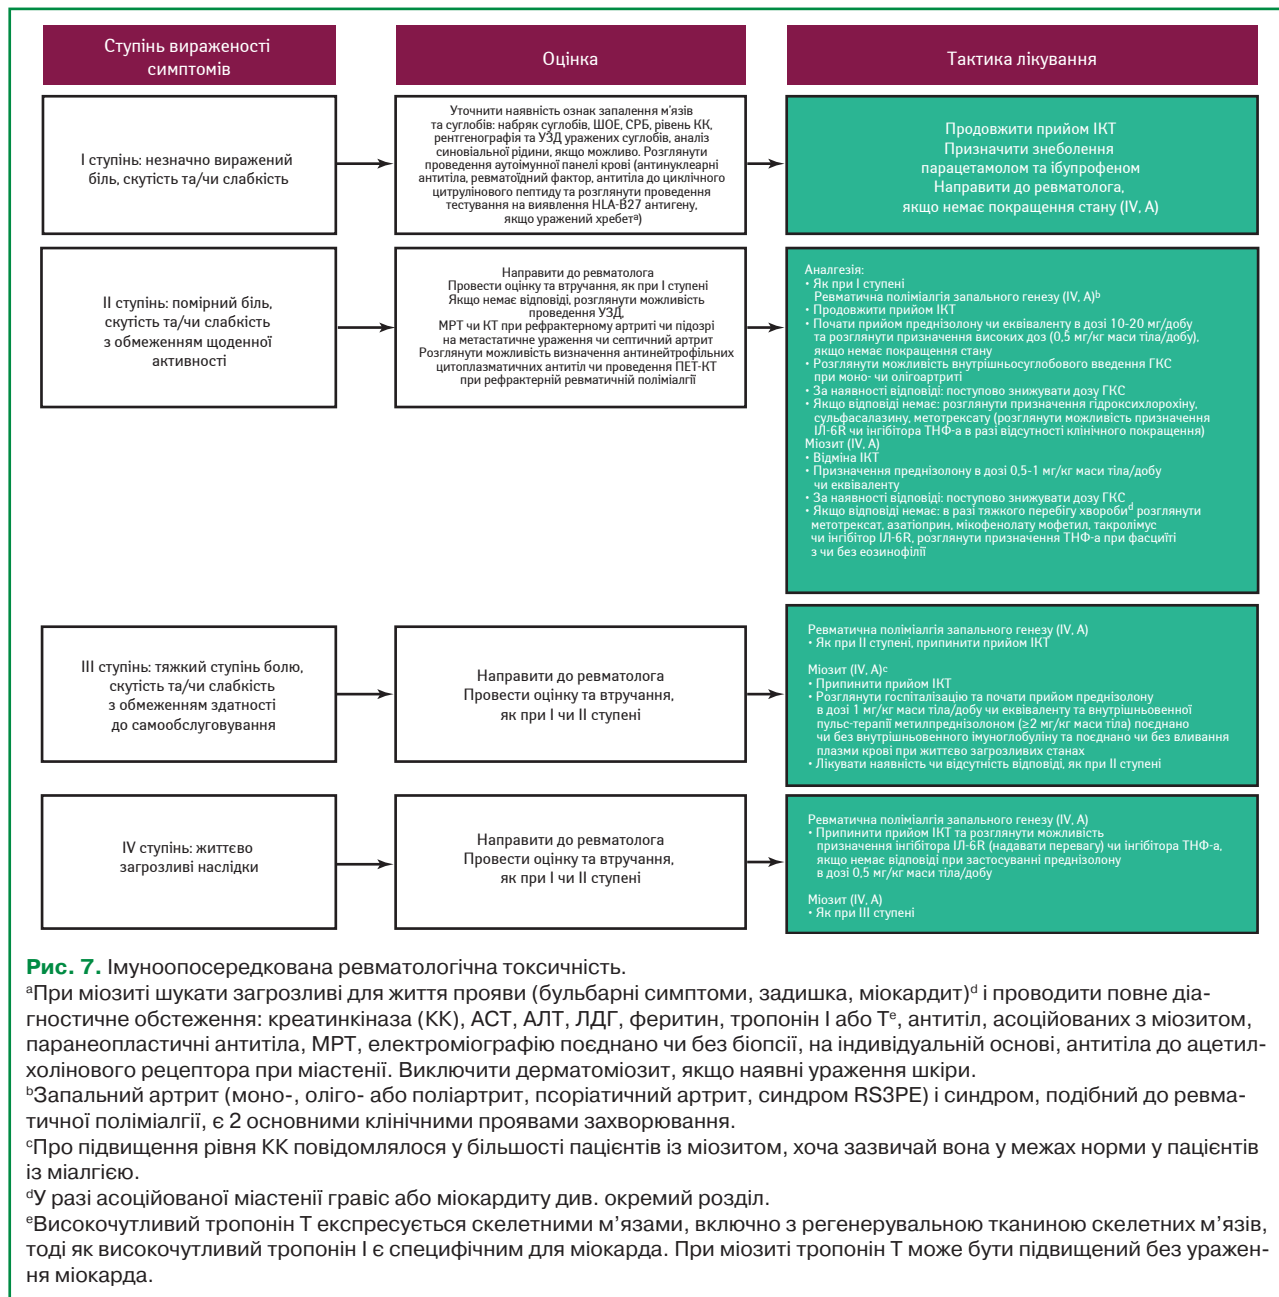 Ступінь вираженості
симптомів
Оцінка
Тактика лікування
І ступінь: незначно виражений
біль, скутість та/чи слабкість
Уточнити наявність ознак запалення м'язів
та суглобів: набряк суглобів, ШОЕ, СРБ, рівень КК,
рентгенографія та УЗД уражених суглобів, аналіз
синовіальної рідини, якщо можливо. Розглянути
проведення аутоімунної панелі крові (антинуклеарні
антитіла, ревматоїдний фактор, антитіла до циклічного
цитрулінового пептиду та розглянути проведення
тестування на виявлення HLA-B27 антигену,
якщо уражений хребетᵃ)
Продовжити прийом ІКТ
Призначити знеболення
парацетамолом та ібупрофеном
Направити до ревматолога,
якщо немає покращення стану (IV, A)
ІІ ступінь: помірний біль,
скутість та/чи слабкість
з обмеженням щоденної
активності
Направити до ревматолога
Провести оцінку та втручання, як при І ступені
Якщо немає відповіді, розглянути можливість
проведення УЗД,
МРТ чи КТ при рефрактерному артриті чи підозрі
на метастатичне ураження чи септичний артрит
Розглянути можливість визначення антинейтрофільних
цитоплазматичних антитіл чи проведення ПЕТ-КТ
при рефрактерній ревматичній поліміалгії
Аналгезія:
• Як при І ступені
Ревматична поліміалгія запального генезу (IV, A)ᵇ
• Продовжити прийом ІКТ
• Почати прийом преднізолону чи еквіваленту в дозі 10-20 мг/добу
та розглянути призначення високих доз (0,5 мг/кг маси тіла/добу),
якщо немає покращення стану
• Розглянути можливість внутрішньосуглобового введення ГКС
при моно- чи олігоартриті
• За наявності відповіді: поступово знижувати дозу ГКС
• Якщо відповіді немає: розглянути призначення гідроксихлорохіну,
сульфасалазину, метотрексату (розглянути можливість призначення
ІЛ-6R чи інгібітора ТНФ-а в разі відсутності клінічного покращення)
Міозит (IV, A)
• Відміна ІКТ
• Призначення преднізолону в дозі 0,5-1 мг/кг маси тіла/добу
чи еквіваленту
• За наявності відповіді: поступово знижувати дозу ГКС
• Якщо відповіді немає: в разі тяжкого перебігу хворобиᵈ розглянути
метотрексат, азатіоприн, мікофенолату мофетил, такролімус
чи інгібітор ІЛ-6R, розглянути призначення ТНФ-а при фасциїті
з чи без еозинофілії
ІІІ ступінь: тяжкий ступінь болю,
скутість та/чи слабкість
з обмеженням здатності
до самообслуговування
Направити до ревматолога
Провести оцінку та втручання,
як при І чи ІІ ступені
Ревматична поліміалгія запального генезу (IV, A)
• Як при ІІ ступені, припинити прийом ІКТ
Міозит (IV, A)ᶜ
• Припинити прийом ІКТ
• Розглянути госпіталізацію та почати прийом преднізолону
в дозі 1 мг/кг маси тіла/добу чи еквіваленту та внутрішньовенної
пульс-терапії метилпреднізолоном (≥2 мг/кг маси тіла) поєднано
чи без внутрішньовенного імуноглобуліну та поєднано чи без вливання
плазми крові при життєво загрозливих станах
• Лікувати наявність чи відсутність відповіді, як при ІІ ступені
IV ступінь: життєво
загрозливі наслідки
Направити до ревматолога
Провести оцінку та втручання,
як при І чи ІІ ступені
Ревматична поліміалгія запального генезу (IV, A)
• Припинити прийом ІКТ та розглянути можливість
призначення інгібітора ІЛ-6R (надавати перевагу) чи інгібітора ТНФ-а,
якщо немає відповіді при застосуванні преднізолону
в дозі 0,5 мг/кг маси тіла/добу
Міозит (IV, A)
• Як при ІІІ ступені
Рис. 7. Імуноопосередкована ревматологічна токсичність.
ᵃПри міозиті шукати загрозливі для життя прояви (бульбарні симптоми, задишка, міокардит)ᵈ і проводити повне діа-
гностичне обстеження: креатинкіназа (КК), АСТ, АЛТ, ЛДГ, феритин, тропонін І або Тᵉ, антитіл, асоційованих з міозитом,
паранеопластичні антитіла, МРТ, електроміографію поєднано чи без біопсії, на індивідуальній основі, антитіла до ацетил-
холінового рецептора при міастенії. Виключити дерматоміозит, якщо наявні ураження шкіри.
ᵇЗапальний артрит (моно-, оліго- або поліартрит, псоріатичний артрит, синдром RS3PE) і синдром, подібний до ревма-
тичної поліміалгії, є 2 основними клінічними проявами захворювання.
ᶜПро підвищення рівня КК повідомлялося у більшості пацієнтів із міозитом, хоча зазвичай вона у межах норми у пацієнтів
із міалгією.
ᵈУ разі асоційованої міастенії гравіс або міокардиту див. окремий розділ.
ᵉВисокочутливий тропонін Т експресується скелетними м'язами, включно з регенерувальною тканиною скелетних м'язів,
тоді як високочутливий тропонін І є специфічним для міокарда. При міозиті тропонін Т може бути підвищений без уражен-
ня міокарда.